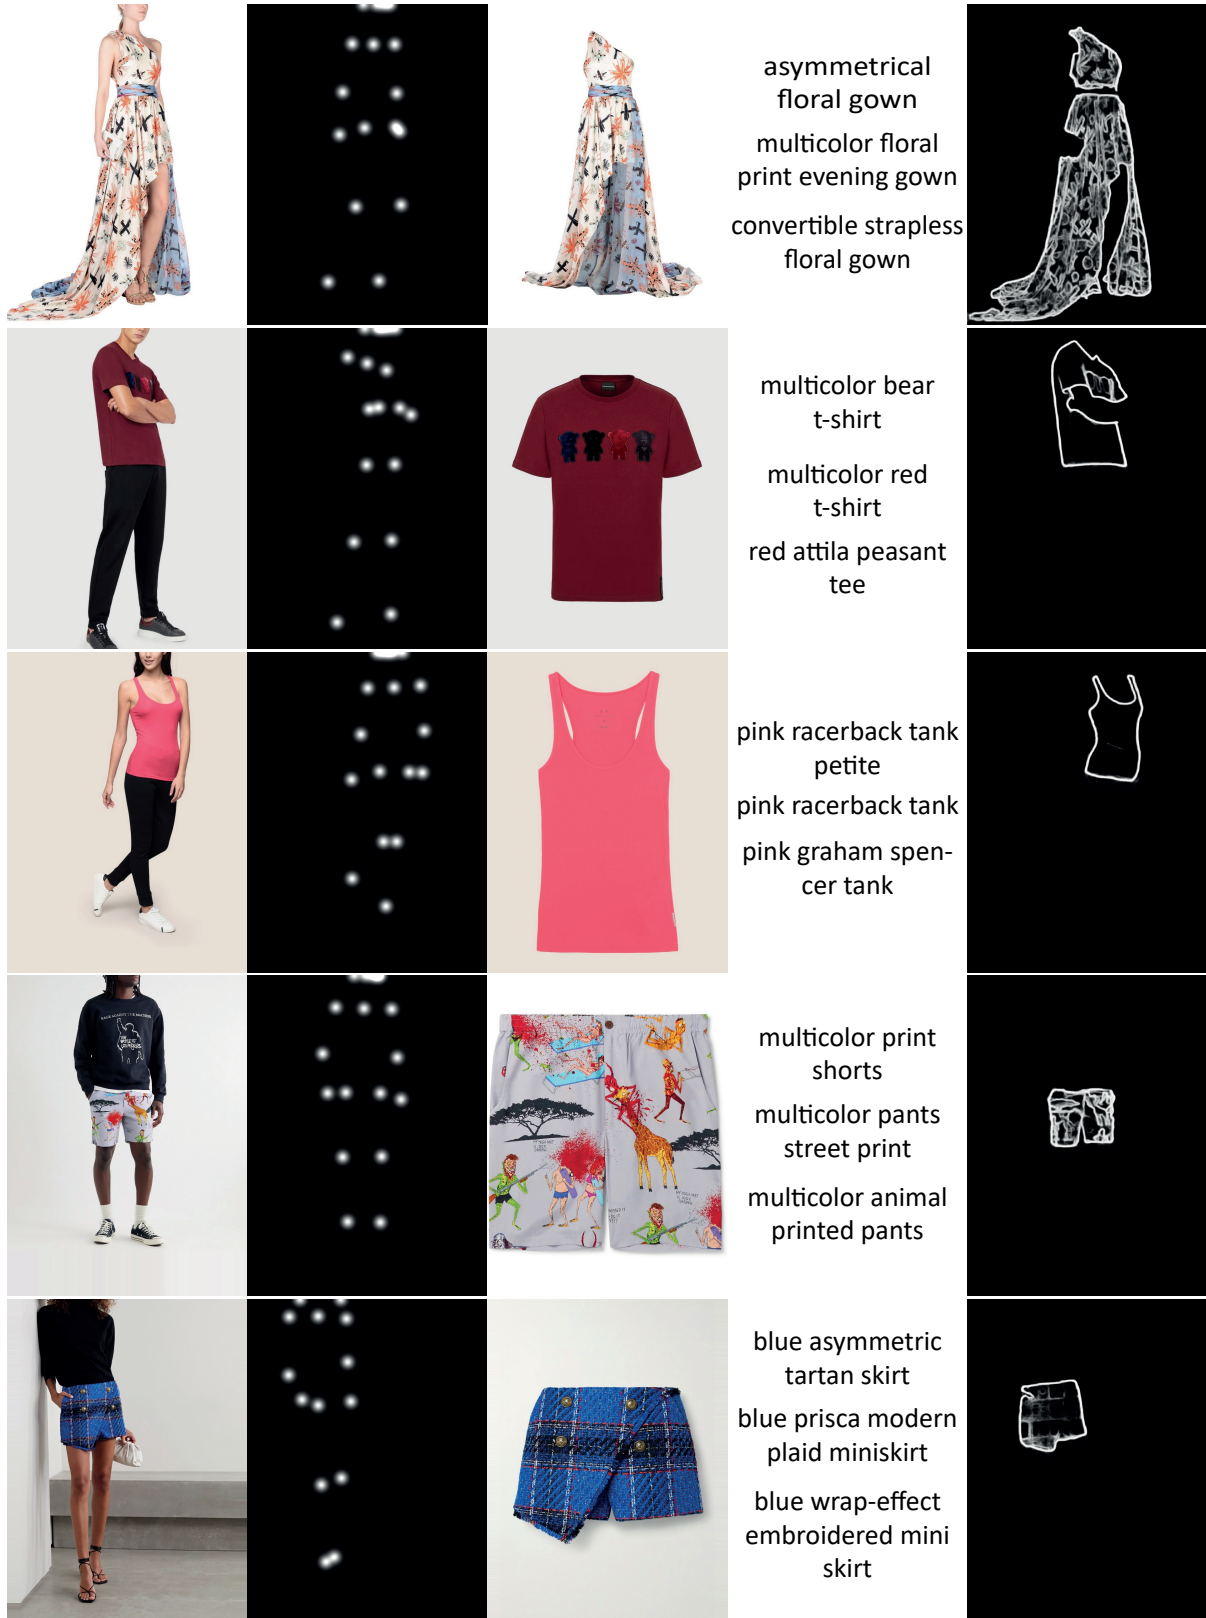 asymmetrical
floral gown
multicolor floral
print evening gown
convertible strapless
floral gown
multicolor bear
t-shirt
multicolor red
t-shirt
red attila peasant
tee
pink racerback tank
petite
pink racerback tank
pink graham spen-
cer tank
multicolor print
shorts
multicolor pants
street print
multicolor animal
printed pants
blue asymmetric
tartan skirt
blue prisca modern
plaid miniskirt
blue wrap-effect
embroidered mini
skirt